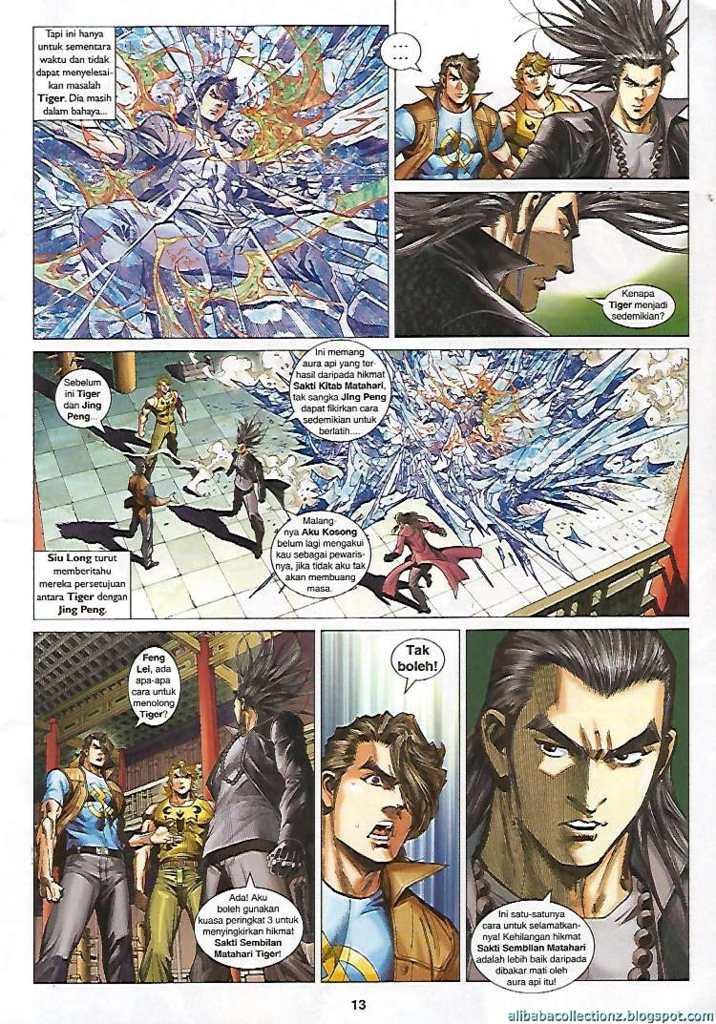 Tapi ini hanya
untuk sementara
waktu dan tidak
dapat menyelesai-
kan masalah
Tiger. Dia masih
dalam bahaya...
...
...
Kenapa
Tiger menjadi
sedemikian?
Sebelum
ini Tiger
dan Jing
Peng...
Ini memang
aura api yang ter-
hasil daripada hikmat
Sakti Kitab Matahari,
tak sangka Jing Peng
dapat fikirkan cara
sedemikian untuk
berlatih....
Malang-
nya Aku Kosong
belum lagi mengakui
kau sebagai pewaris-
nya, jika tidak aku tak
akan membuang
masa.
Siu Long turut
memberitahu
mereka persetujuan
antara Tiger dengan
Jing Peng.
Feng
Lei, ada
apa-apa
cara untuk
menolong
Tiger?
Ada! Aku
boleh gunakan
kuasa peringkat 3 untuk
menyingkirkan hikmat
Sakti Sembilan
Matahari Tiger!
Tak
boleh!
Ini satu-satunya
cara untuk selamatkan-
nya! Kehilangan hikmat
Sakti Sembilan Matahari
adalah lebih baik daripada
dibakar mati oleh
aura api itu!
13
alibabacollectionz.blogspot.com